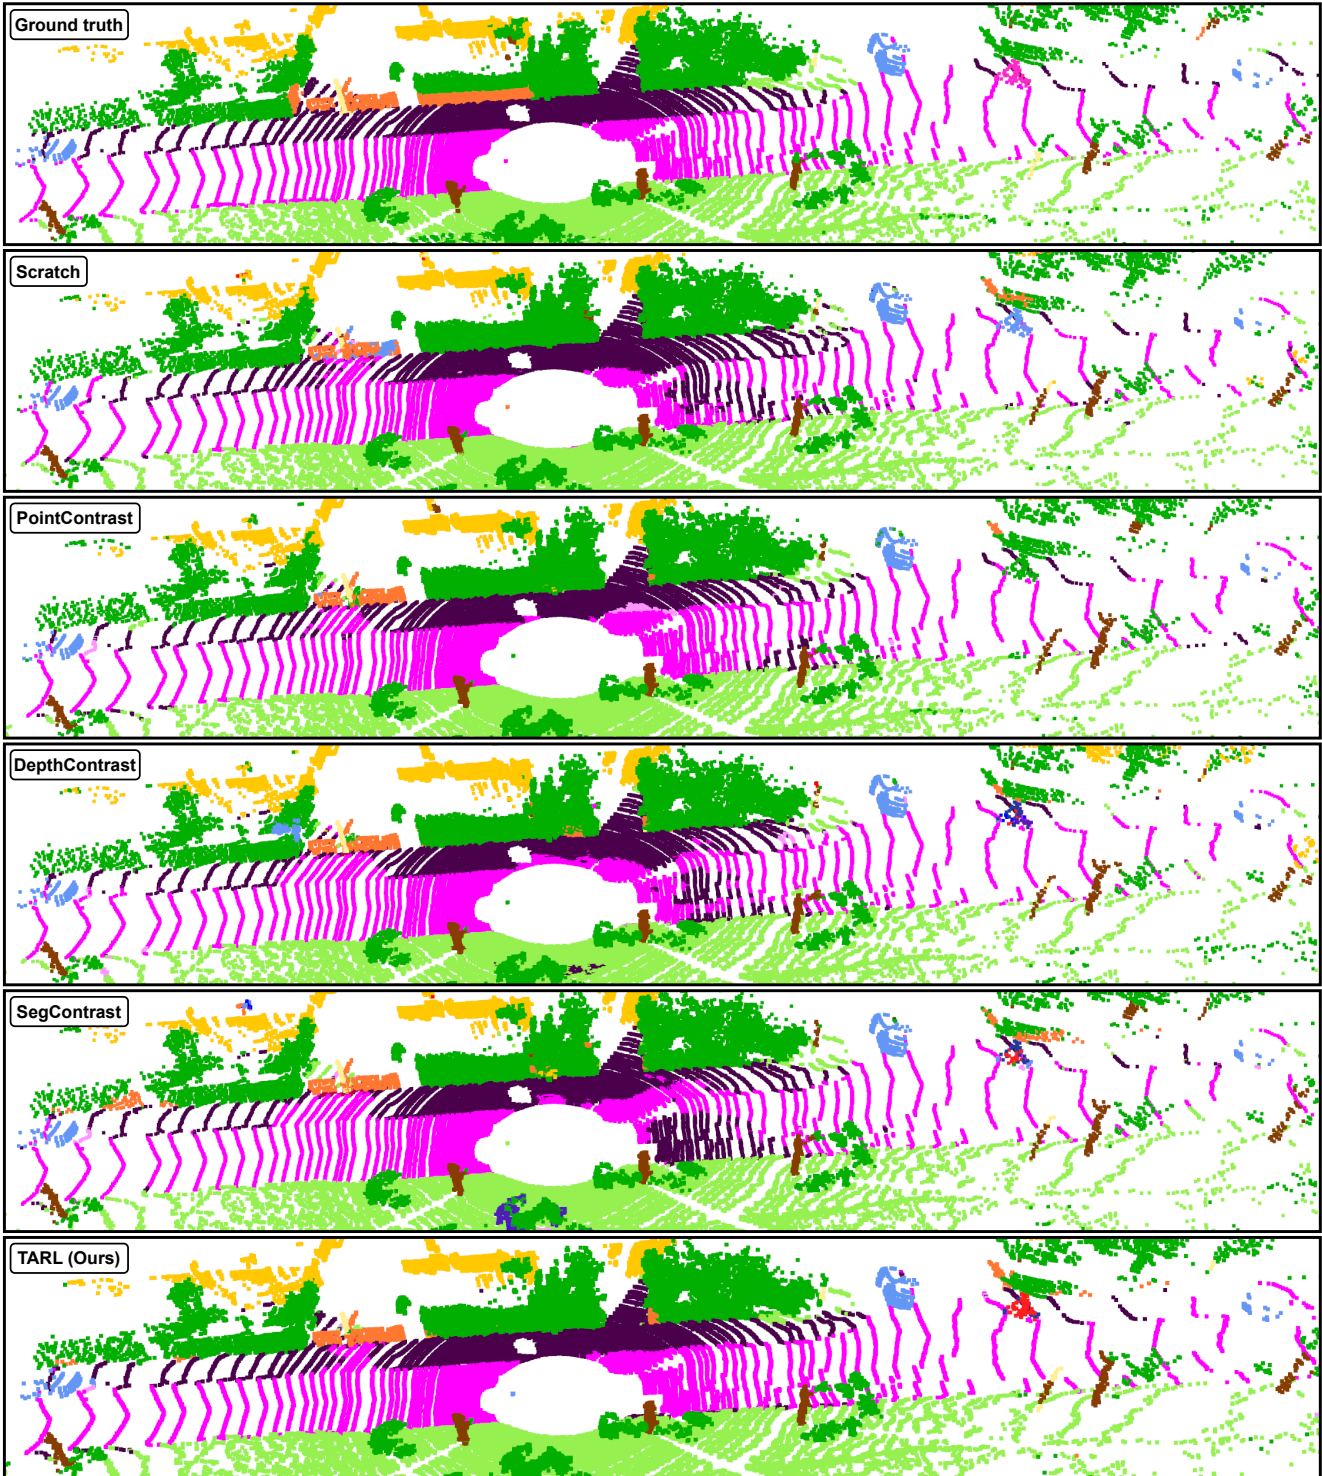 Ground truth
Scratch
PointContrast
DepthContrast
SegContrast
TARL (Ours)